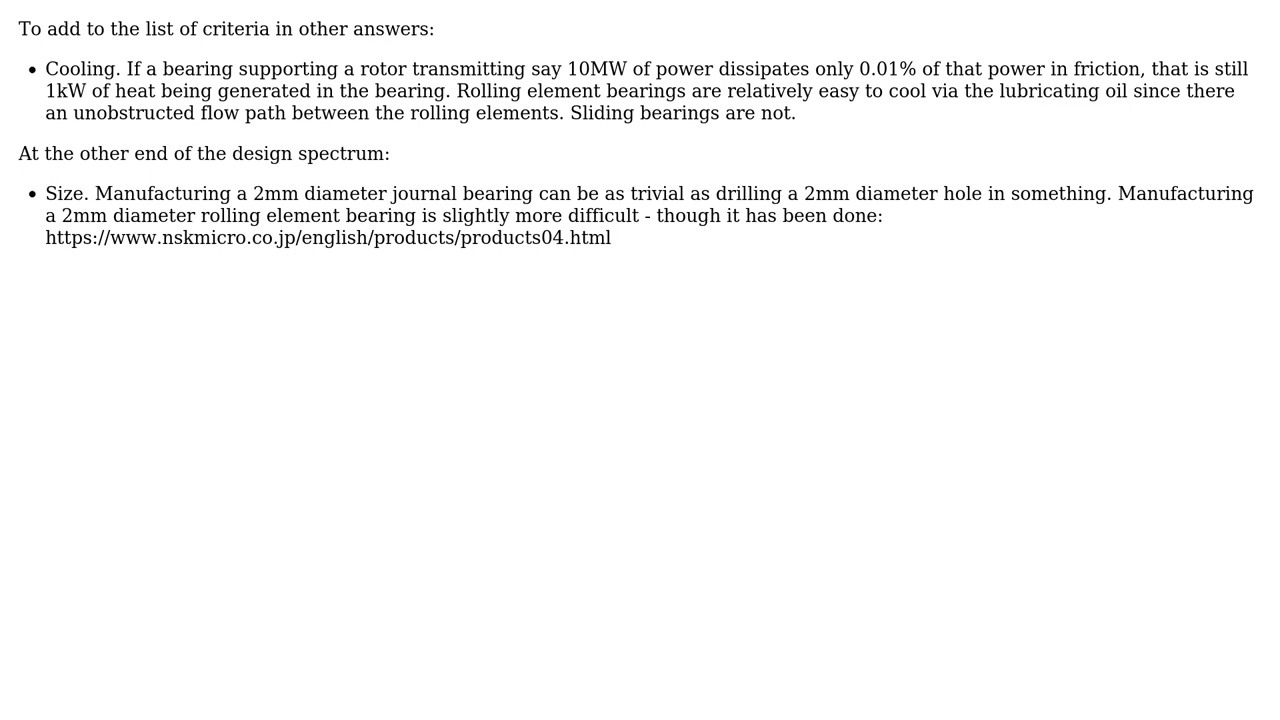 To add to the list of criteria in other answers:
• Cooling. If a bearing supporting a rotor transmitting say 10MW of power dissipates only 0.01% of that power in friction, that is still
1kW of heat being generated in the bearing. Rolling element bearings are relatively easy to cool via the lubricating oil since there
an unobstructed flow path between the rolling elements. Sliding bearings are not.
At the other end of the design spectrum:
• Size. Manufacturing a 2mm diameter journal bearing can be as trivial as drilling a 2mm diameter hole in something. Manufacturing
a 2mm diameter rolling element bearing is slightly more difficult - though it has been done:
https://www.nskmicro.co.jp/english/products/products04.html